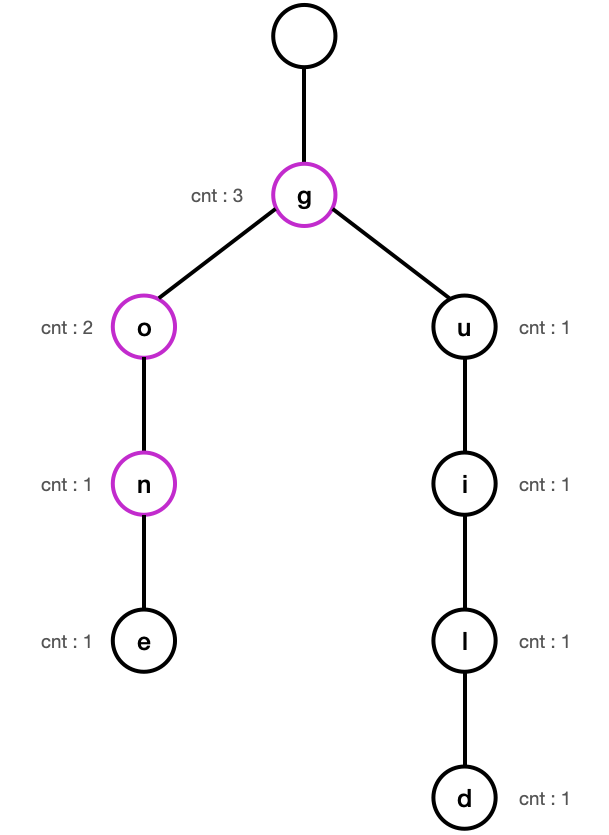 cnt : 3 g
cnt : 2 o u cnt : 1
cnt : 1 n i cnt : 1
cnt : 1 e l cnt : 1
d cnt : 1